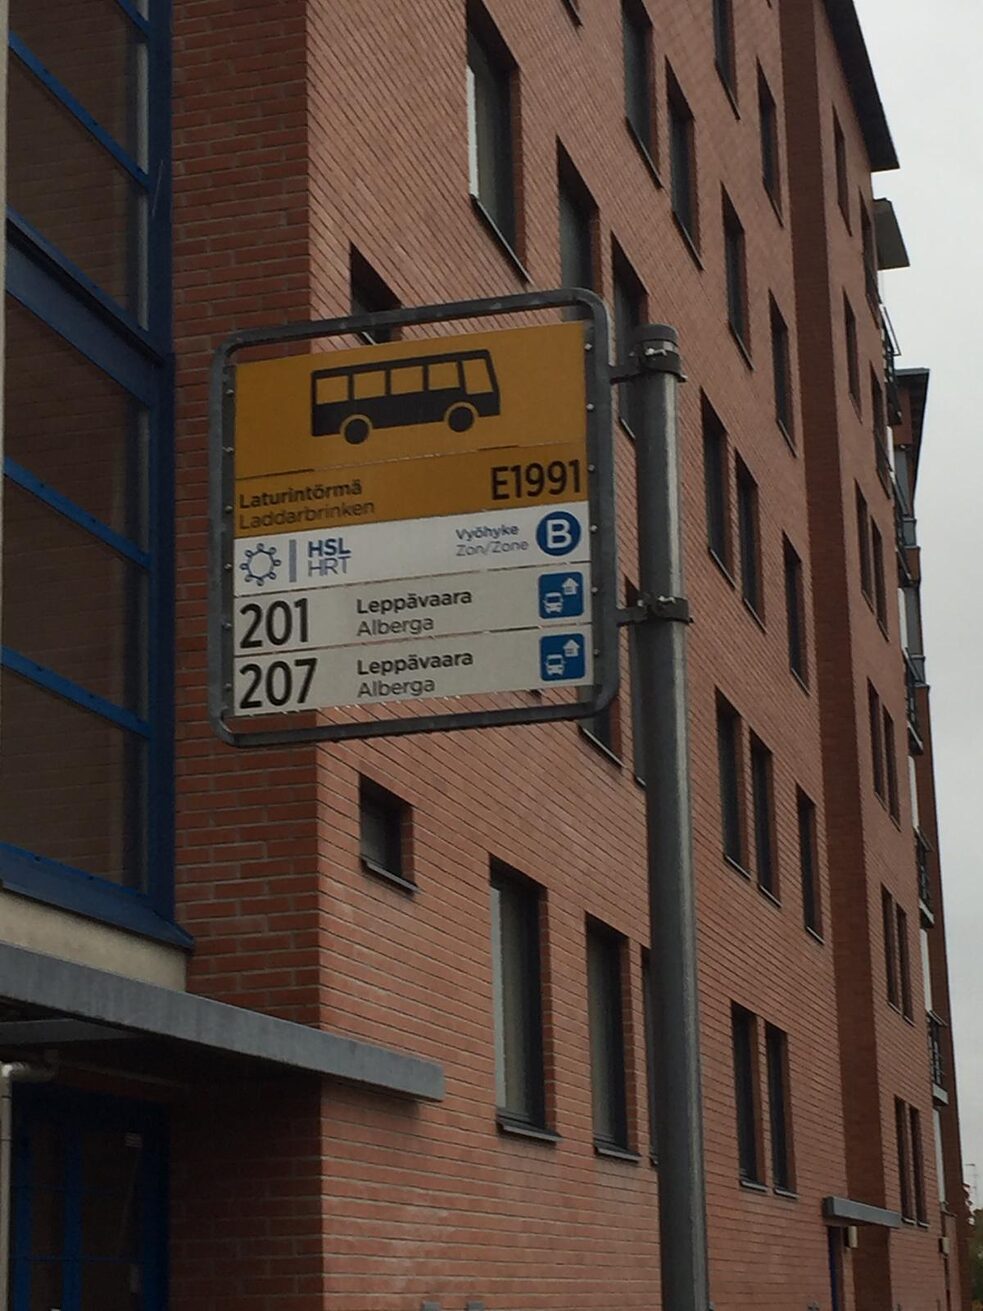 Laturintörmä
Laddarbrinken
E1991
HSL
HRT
Vyöhyke
Zon/Zone
B
201 Leppävaara
Alberga
207 Leppävaara
Alberga